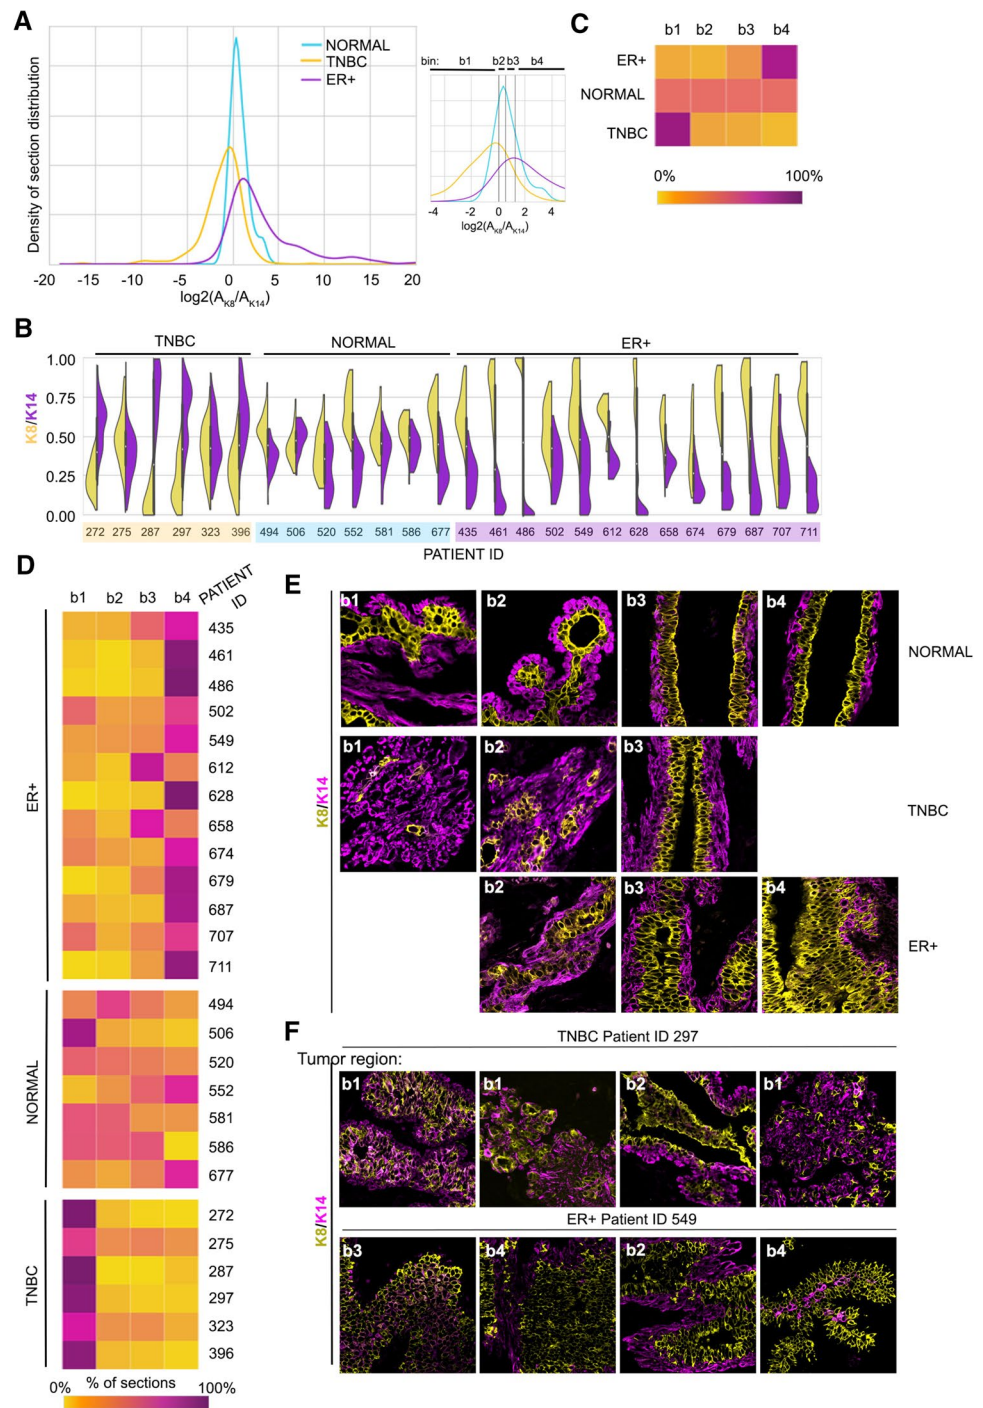 A
Density of section distribution
NORMAL
TNBC
ER+
-20 -15 -10 -5 0 5 10 15 20
log2(A_K8/A_K14)
bin: b1 b2 b3 b4
-4 -2 0 2 4
log2(A_K8/A_K14)
C
b1 b2 b3 b4
ER+
NORMAL
TNBC
0% 100%
B
TNBC NORMAL ER+
K8/K14
1.00
0.75
0.50
0.25
0.00
272 275 287 297 323 396 494 506 520 552 581 586 677 435 461 486 502 549 612 628 658 674 679 687 707 711
PATIENT ID
D
b1 b2 b3 b4 PATIENT
ID
ER+
435
461
486
502
549
612
628
658
674
679
687
707
711
NORMAL
494
506
520
552
581
586
677
TNBC
272
275
287
297
323
396
% of sections
0% 100%
E
K8/K14
b1 b2 b3 b4
NORMAL
b1 b2 b3
TNBC
b2 b3 b4
ER+
F
TNBC Patient ID 297
Tumor region:
K8/K14
b1 b1 b2 b1
ER+ Patient ID 549
b3 b4 b2 b4